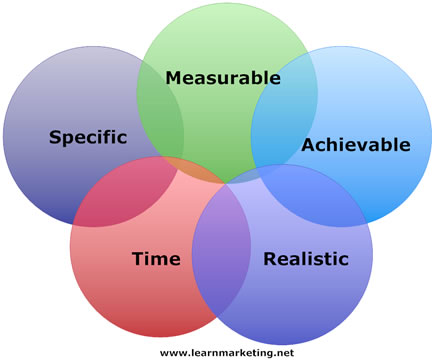 Measurable
Specific
Achievable
Time
Realistic
www.learnmarketing.net